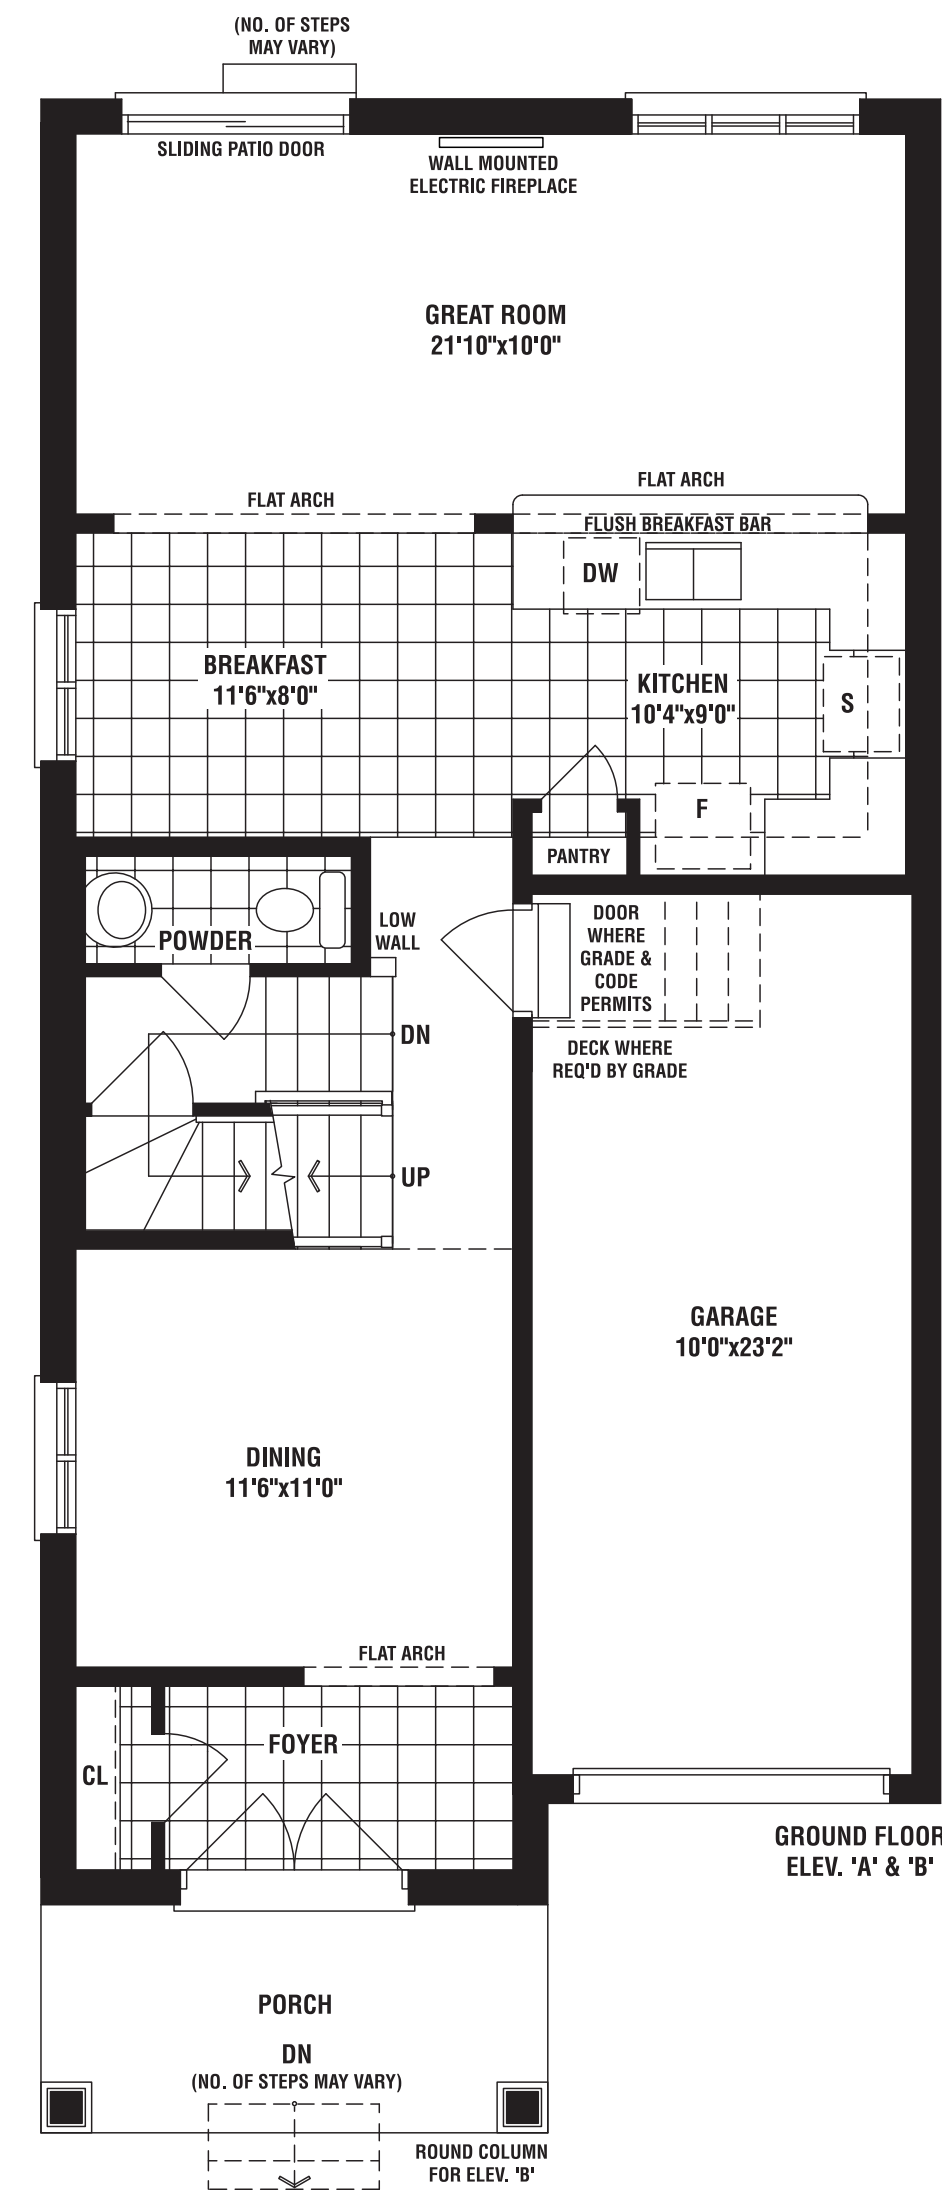 (NO. OF STEPS
MAY VARY)
SLIDING PATIO DOOR
WALL MOUNTED
ELECTRIC FIREPLACE
GREAT ROOM
21'10"x10'0"
FLAT ARCH
FLAT ARCH
FLUSH BREAKFAST BAR
DW
BREAKFAST
11'6"x8'0"
KITCHEN
10'4"x9'0"
S
F
PANTRY
POWDER
LOW
WALL
DOOR
WHERE
GRADE &
CODE
PERMITS
DN
DECK WHERE
REQ'D BY GRADE
UP
GARAGE
10'0"x23'2"
DINING
11'6"x11'0"
FLAT ARCH
FOYER
CL
GROUND FLOOR
ELEV. 'A' & 'B'
PORCH
DN
(NO. OF STEPS MAY VARY)
ROUND COLUMN
FOR ELEV. 'B'